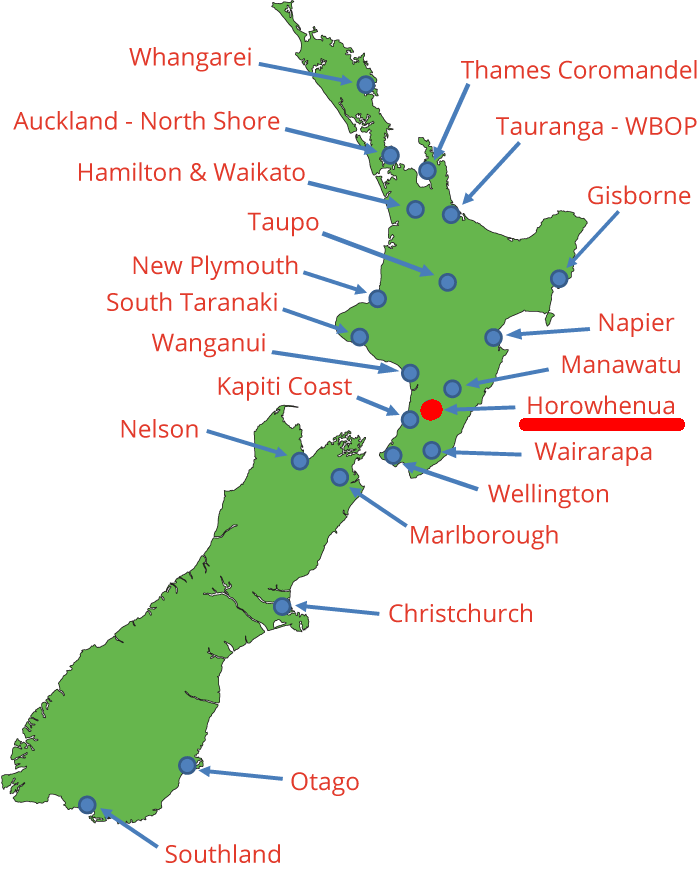 Whangarei
Thames Coromandel
Auckland - North Shore
Tauranga - WBOP
Hamilton & Waikato
Gisborne
Taupo
New Plymouth
South Taranaki
Napier
Wanganui
Manawatu
Kapiti Coast
Horowhenua
Nelson
Wairarapa
Wellington
Marlborough
Christchurch
Otago
Southland